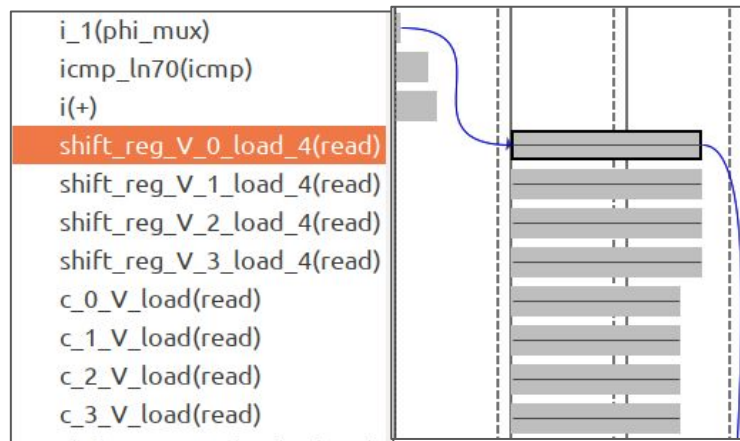 i_1(phi_mux)
icmp_ln70(icmp)
i(+)
shift_reg_V_0_load_4(read)
shift_reg_V_1_load_4(read)
shift_reg_V_2_load_4(read)
shift_reg_V_3_load_4(read)
c_0_V_load(read)
c_1_V_load(read)
c_2_V_load(read)
c_3_V_load(read)